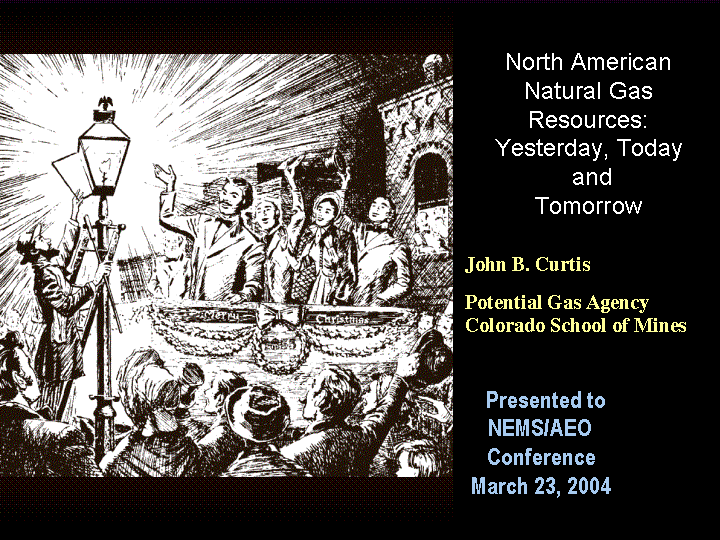 North American
Natural Gas
Resources:
Yesterday, Today
and
Tomorrow
John B. Curtis
Potential Gas Agency
Colorado School of Mines
Presented to
NEMS/AEO
Conference
March 23, 2004
Merry
Christmas